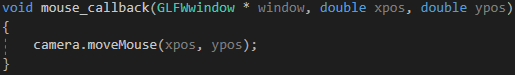 void mouse_callback(GLFWwindow * window, double xpos, double ypos)
{
    camera.moveMouse(xpos, ypos);
}